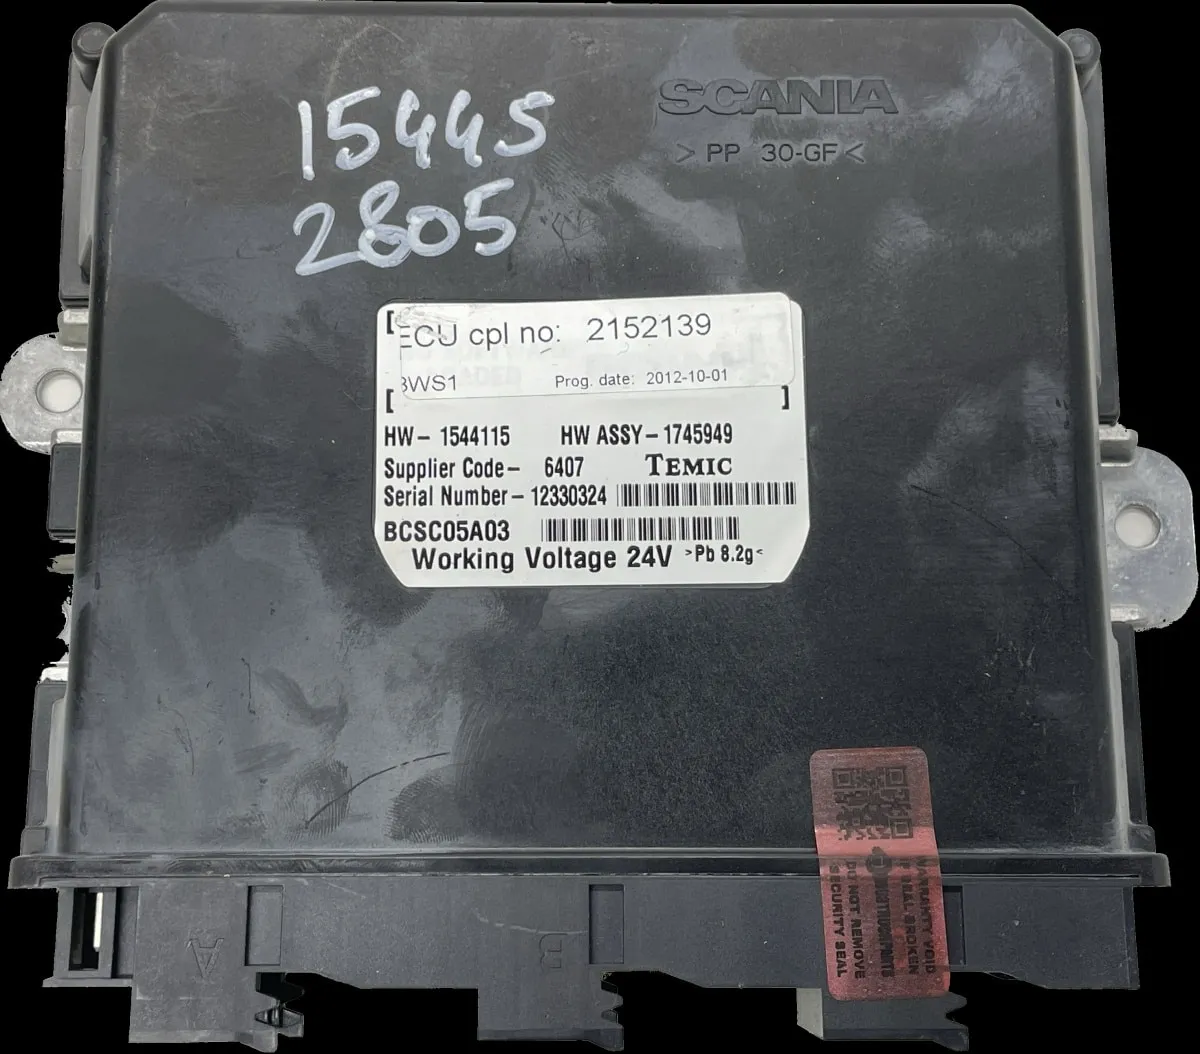 15445
2805
SCANIA
> PP 30-GF <
ECU cpl no: 2152139
BWS1 Prog. date: 2012-10-01
HW- 1544115 HW ASSY-1745949
Supplier Code- 6407 TEMIC
Serial Number-12330324
BCSC05A03
Working Voltage 24V >Pb 8.2g<
WARRANTY VOID
IF SEAL BROKEN
DO NOT REMOVE
SECURITY SEAL
A
B